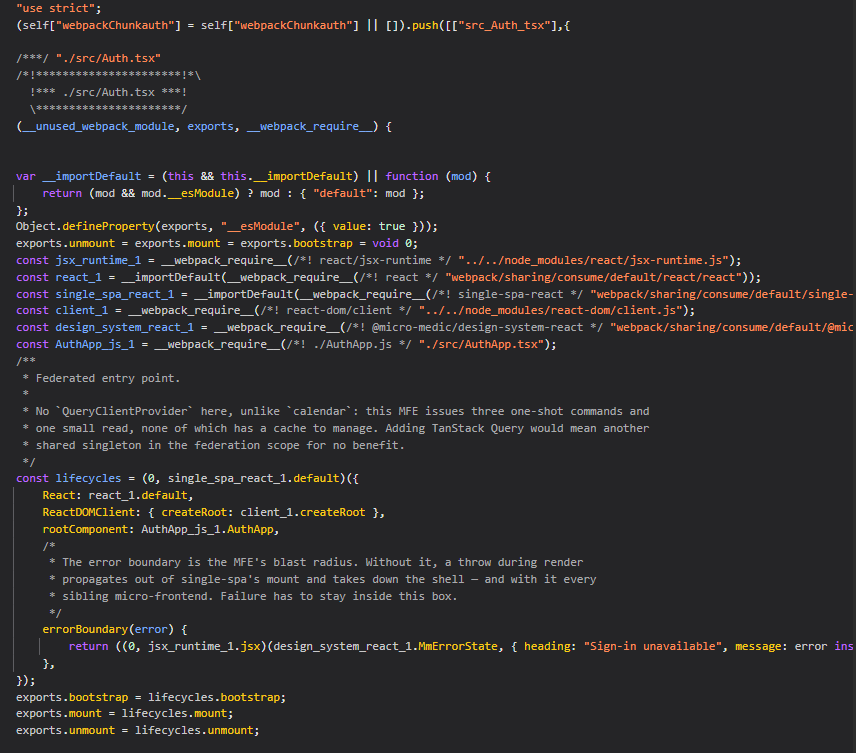 "use strict";
(self["webpackChunkauth"] = self["webpackChunkauth"] || []).push([["src_Auth_tsx"],{
/***/ "./src/Auth.tsx"
/*!**********************!*\
  !*** ./src/Auth.tsx ***!
  \**********************/
(__unused_webpack_module, exports, __webpack_require__) {
var __importDefault = (this && this.__importDefault) || function (mod) {
    return (mod && mod.__esModule) ? mod : { "default": mod };
};
Object.defineProperty(exports, "__esModule", ({ value: true }));
exports.unmount = exports.mount = exports.bootstrap = void 0;
const jsx_runtime_1 = __webpack_require__(/*! react/jsx-runtime */ "../../node_modules/react/jsx-runtime.js");
const react_1 = __importDefault(__webpack_require__(/*! react */ "webpack/sharing/consume/default/react/react"));
const single_spa_react_1 = __importDefault(__webpack_require__(/*! single-spa-react */ "webpack/sharing/consume/default/single-
const client_1 = __webpack_require__(/*! react-dom/client */ "../../node_modules/react-dom/client.js");
const design_system_react_1 = __webpack_require__(/*! @micro-medic/design-system-react */ "webpack/sharing/consume/default/@mic
const AuthApp_js_1 = __webpack_require__(/*! ./AuthApp.js */ "./src/AuthApp.tsx");
/**
 * Federated entry point.
 *
 * No `QueryClientProvider` here, unlike `calendar`: this MFE issues three one-shot commands and
 * one small read, none of which has a cache to manage. Adding TanStack Query would mean another
 * shared singleton in the federation scope for no benefit.
 */
const lifecycles = (0, single_spa_react_1.default)({
    React: react_1.default,
    ReactDOMClient: { createRoot: client_1.createRoot },
    rootComponent: AuthApp_js_1.AuthApp,
    /*
     * The error boundary is the MFE's blast radius. Without it, a throw during render
     * propagates out of single-spa's mount and takes down the shell — and with it every
     * sibling micro-frontend. Failure has to stay inside this box.
     */
    errorBoundary(error) {
        return ((0, jsx_runtime_1.jsx)(design_system_react_1.MmErrorState, { heading: "Sign-in unavailable", message: error ins
    },
});
exports.bootstrap = lifecycles.bootstrap;
exports.mount = lifecycles.mount;
exports.unmount = lifecycles.unmount;